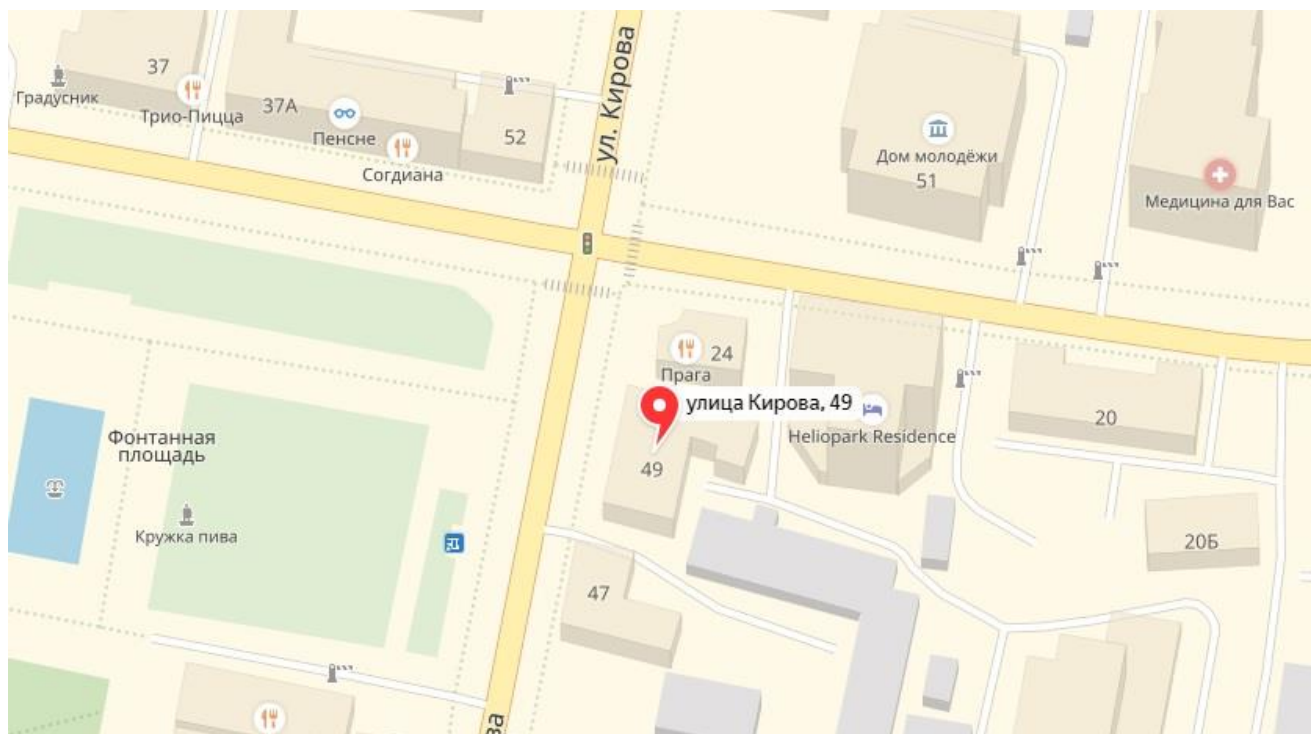 ул. Кирова
37
Градусник
Трио-Пицца
37А
Пенсне
Согдиана
52
Дом молодёжи
51
Медицина для Вас
24
Прага
улица Кирова, 49
Heliopark Residence
20
49
Фонтанная
площадь
Кружка пива
47
20Б
ва